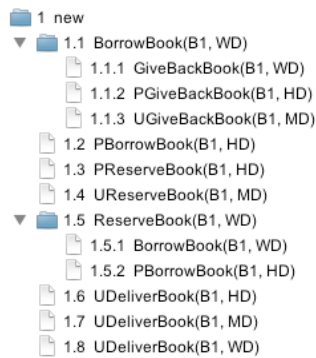 1 new
1.1 BorrowBook(B1, WD)
1.1.1 GiveBackBook(B1, WD)
1.1.2 PGiveBackBook(B1, HD)
1.1.3 UGiveBackBook(B1, MD)
1.2 PBorrowBook(B1, HD)
1.3 PReserveBook(B1, HD)
1.4 UReserveBook(B1, MD)
1.5 ReserveBook(B1, WD)
1.5.1 BorrowBook(B1, WD)
1.5.2 PBorrowBook(B1, HD)
1.6 UDeliverBook(B1, HD)
1.7 UDeliverBook(B1, MD)
1.8 UDeliverBook(B1, WD)